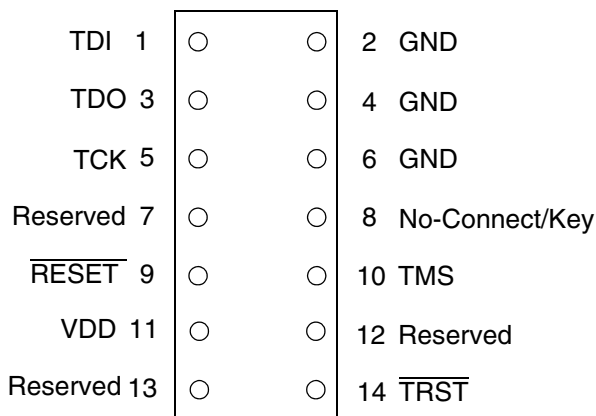 TDI 1 2 GND
TDO 3 4 GND
TCK 5 6 GND
Reserved 7 8 No-Connect/Key
RESET 9 10 TMS
VDD 11 12 Reserved
Reserved 13 14 TRST